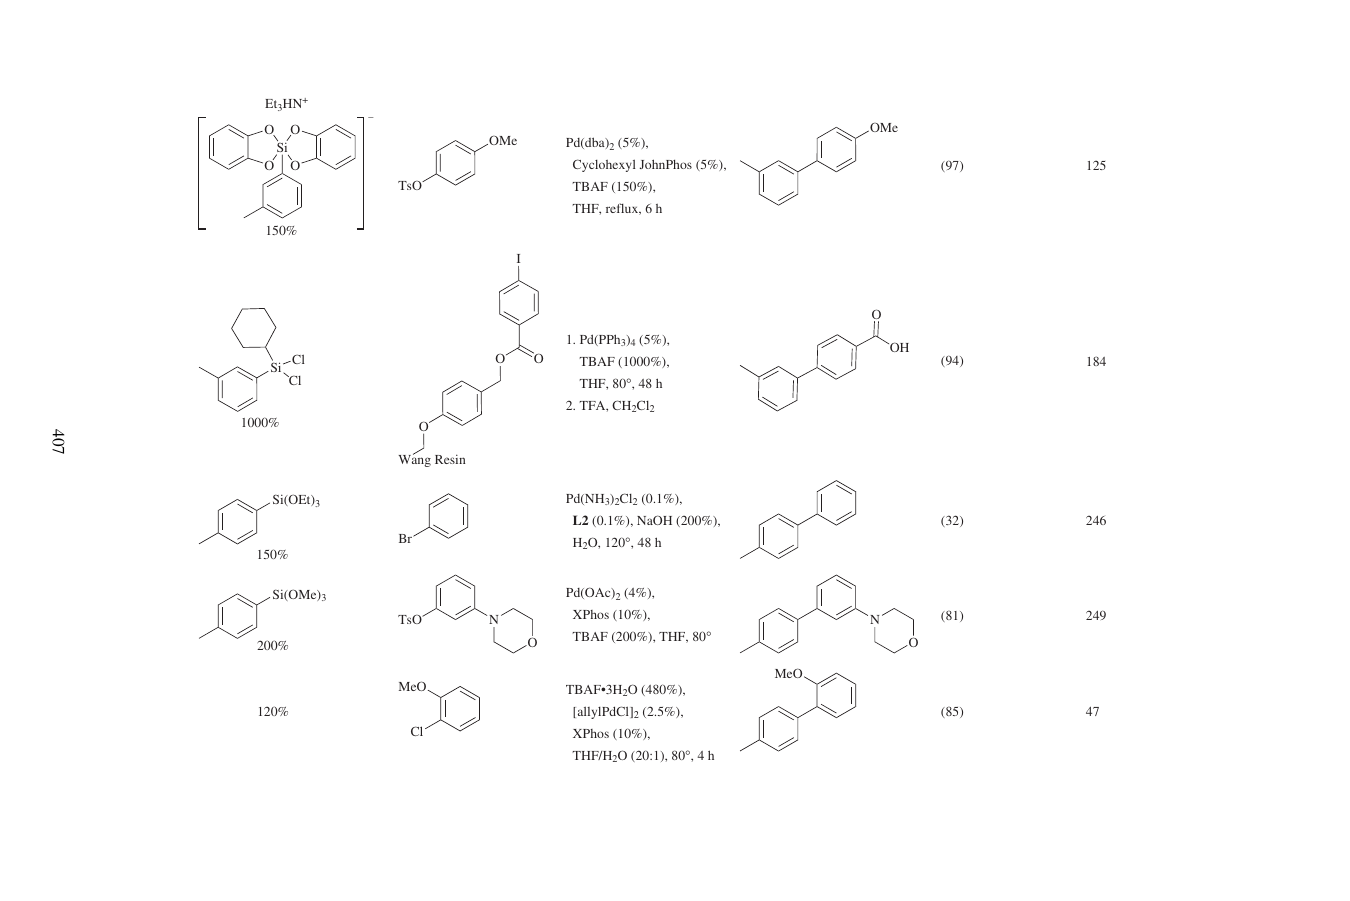 Et3HN+
O O
Si
O O
–
150%
OMe
TsO
Pd(dba)2 (5%),
Cyclohexyl JohnPhos (5%),
TBAF (150%),
THF, reflux, 6 h
OMe
(97)
125
Si
Cl
Cl
1000%
I
O
O
O
Wang Resin
1. Pd(PPh3)4 (5%),
TBAF (1000%),
THF, 80°, 48 h
2. TFA, CH2Cl2
O
OH
(94)
184
407
Si(OEt)3
150%
Br
Pd(NH3)2Cl2 (0.1%),
L2 (0.1%), NaOH (200%),
H2O, 120°, 48 h
(32)
246
Si(OMe)3
200%
TsO
N
O
Pd(OAc)2 (4%),
XPhos (10%),
TBAF (200%), THF, 80°
N
O
(81)
249
120%
MeO
Cl
TBAF•3H2O (480%),
[allylPdCl]2 (2.5%),
XPhos (10%),
THF/H2O (20:1), 80°, 4 h
MeO
(85)
47